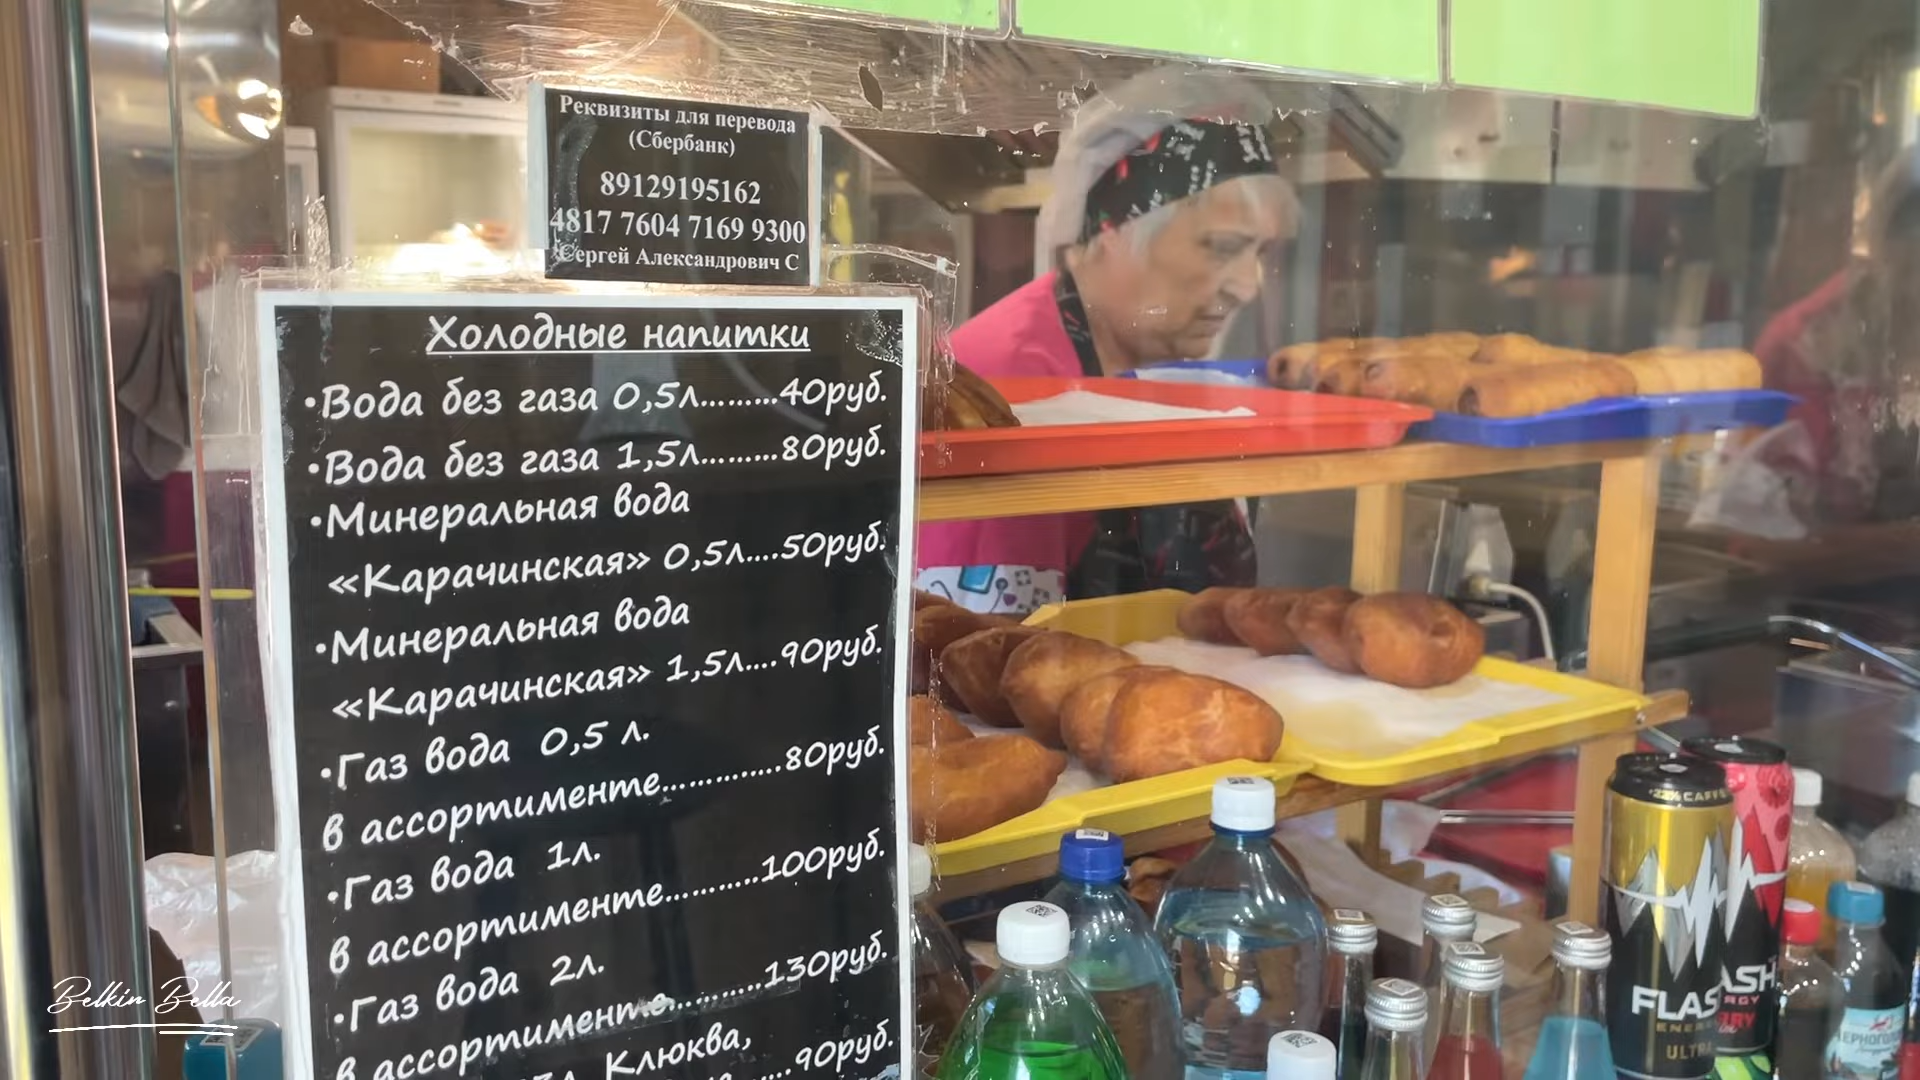 Реквизиты для перевода
(Сбербанк)
89129195162
4817 7604 7169 9300
Сергей Александрович С
Холодные напитки
•Вода без газа 0,5л.........40руб.
•Вода без газа 1,5л.........80руб.
•Минеральная вода
«Карачинская» 0,5л....50руб.
•Минеральная вода
«Карачинская» 1,5л....90руб.
•Газ вода 0,5 л.
в ассортименте..............80руб.
•Газ вода 1л.
в ассортименте...........100руб.
•Газ вода 2л.
в ассортименте...........130руб.
Клюква,
90руб.
Belkin Bella
FLASH
ENERGY
ULTRA